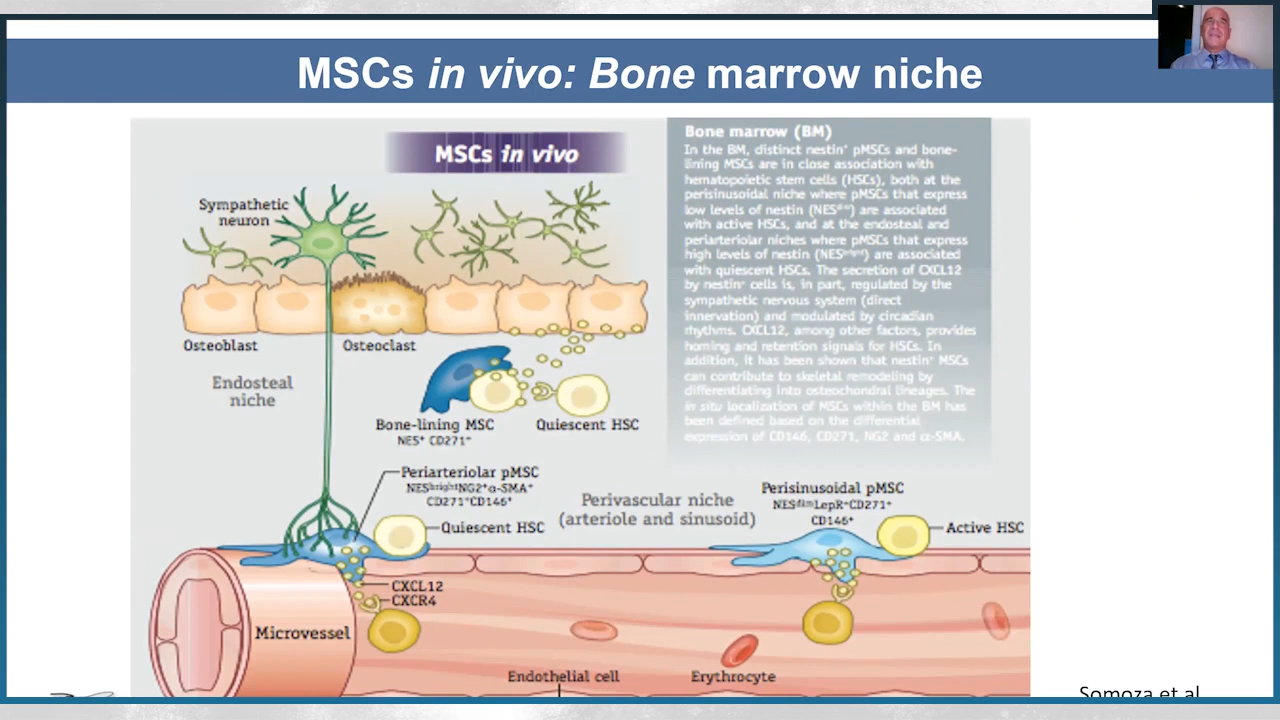 MSCs in vivo: Bone marrow niche
MSCs in vivo
Bone marrow (BM)
In the BM, distinct nestin⁺ pMSCs and bone-
lining MSCs are in close association with
hematopoietic stem cells (HSCs), both at the
perisinusoidal niche where pMSCs that express
low levels of nestin (NESᵈⁱᵐ) are associated
with active HSCs, and at the endosteal and
periarteriolar niches where pMSCs that express
high levels of nestin (NESᵇʳⁱᵍʰᵗ) are associated
with quiescent HSCs. The secretion of CXCL12
by nestin⁺ cells is, in part, regulated by the
sympathetic nervous system (direct
innervation) and modulated by circadian
rhythms. CXCL12, among other factors, provides
homing and retention signals for HSCs. In
addition, it has been shown that nestin⁺ MSCs
can contribute to skeletal remodeling by
differentiating into osteochondral lineages. The
in situ localization of MSCs within the BM has
been defined based on the differential
expression of CD146, CD271, NG2 and α-SMA.
Sympathetic
neuron
Osteoblast
Osteoclast
Endosteal
niche
Bone-lining MSC
NES⁺ CD271⁺
Quiescent HSC
Periarteriolar pMSC
NESᵇʳⁱᵍʰᵗNG2⁺α-SMA⁺
CD271⁺CD146⁺
Quiescent HSC
Perivascular niche
(arteriole and sinusoid)
Perisinusoidal pMSC
NESᵈⁱᵐLepR⁺CD271⁺
CD146⁺
Active HSC
CXCL12
CXCR4
Microvessel
Endothelial cell
Erythrocyte
Somoza et al